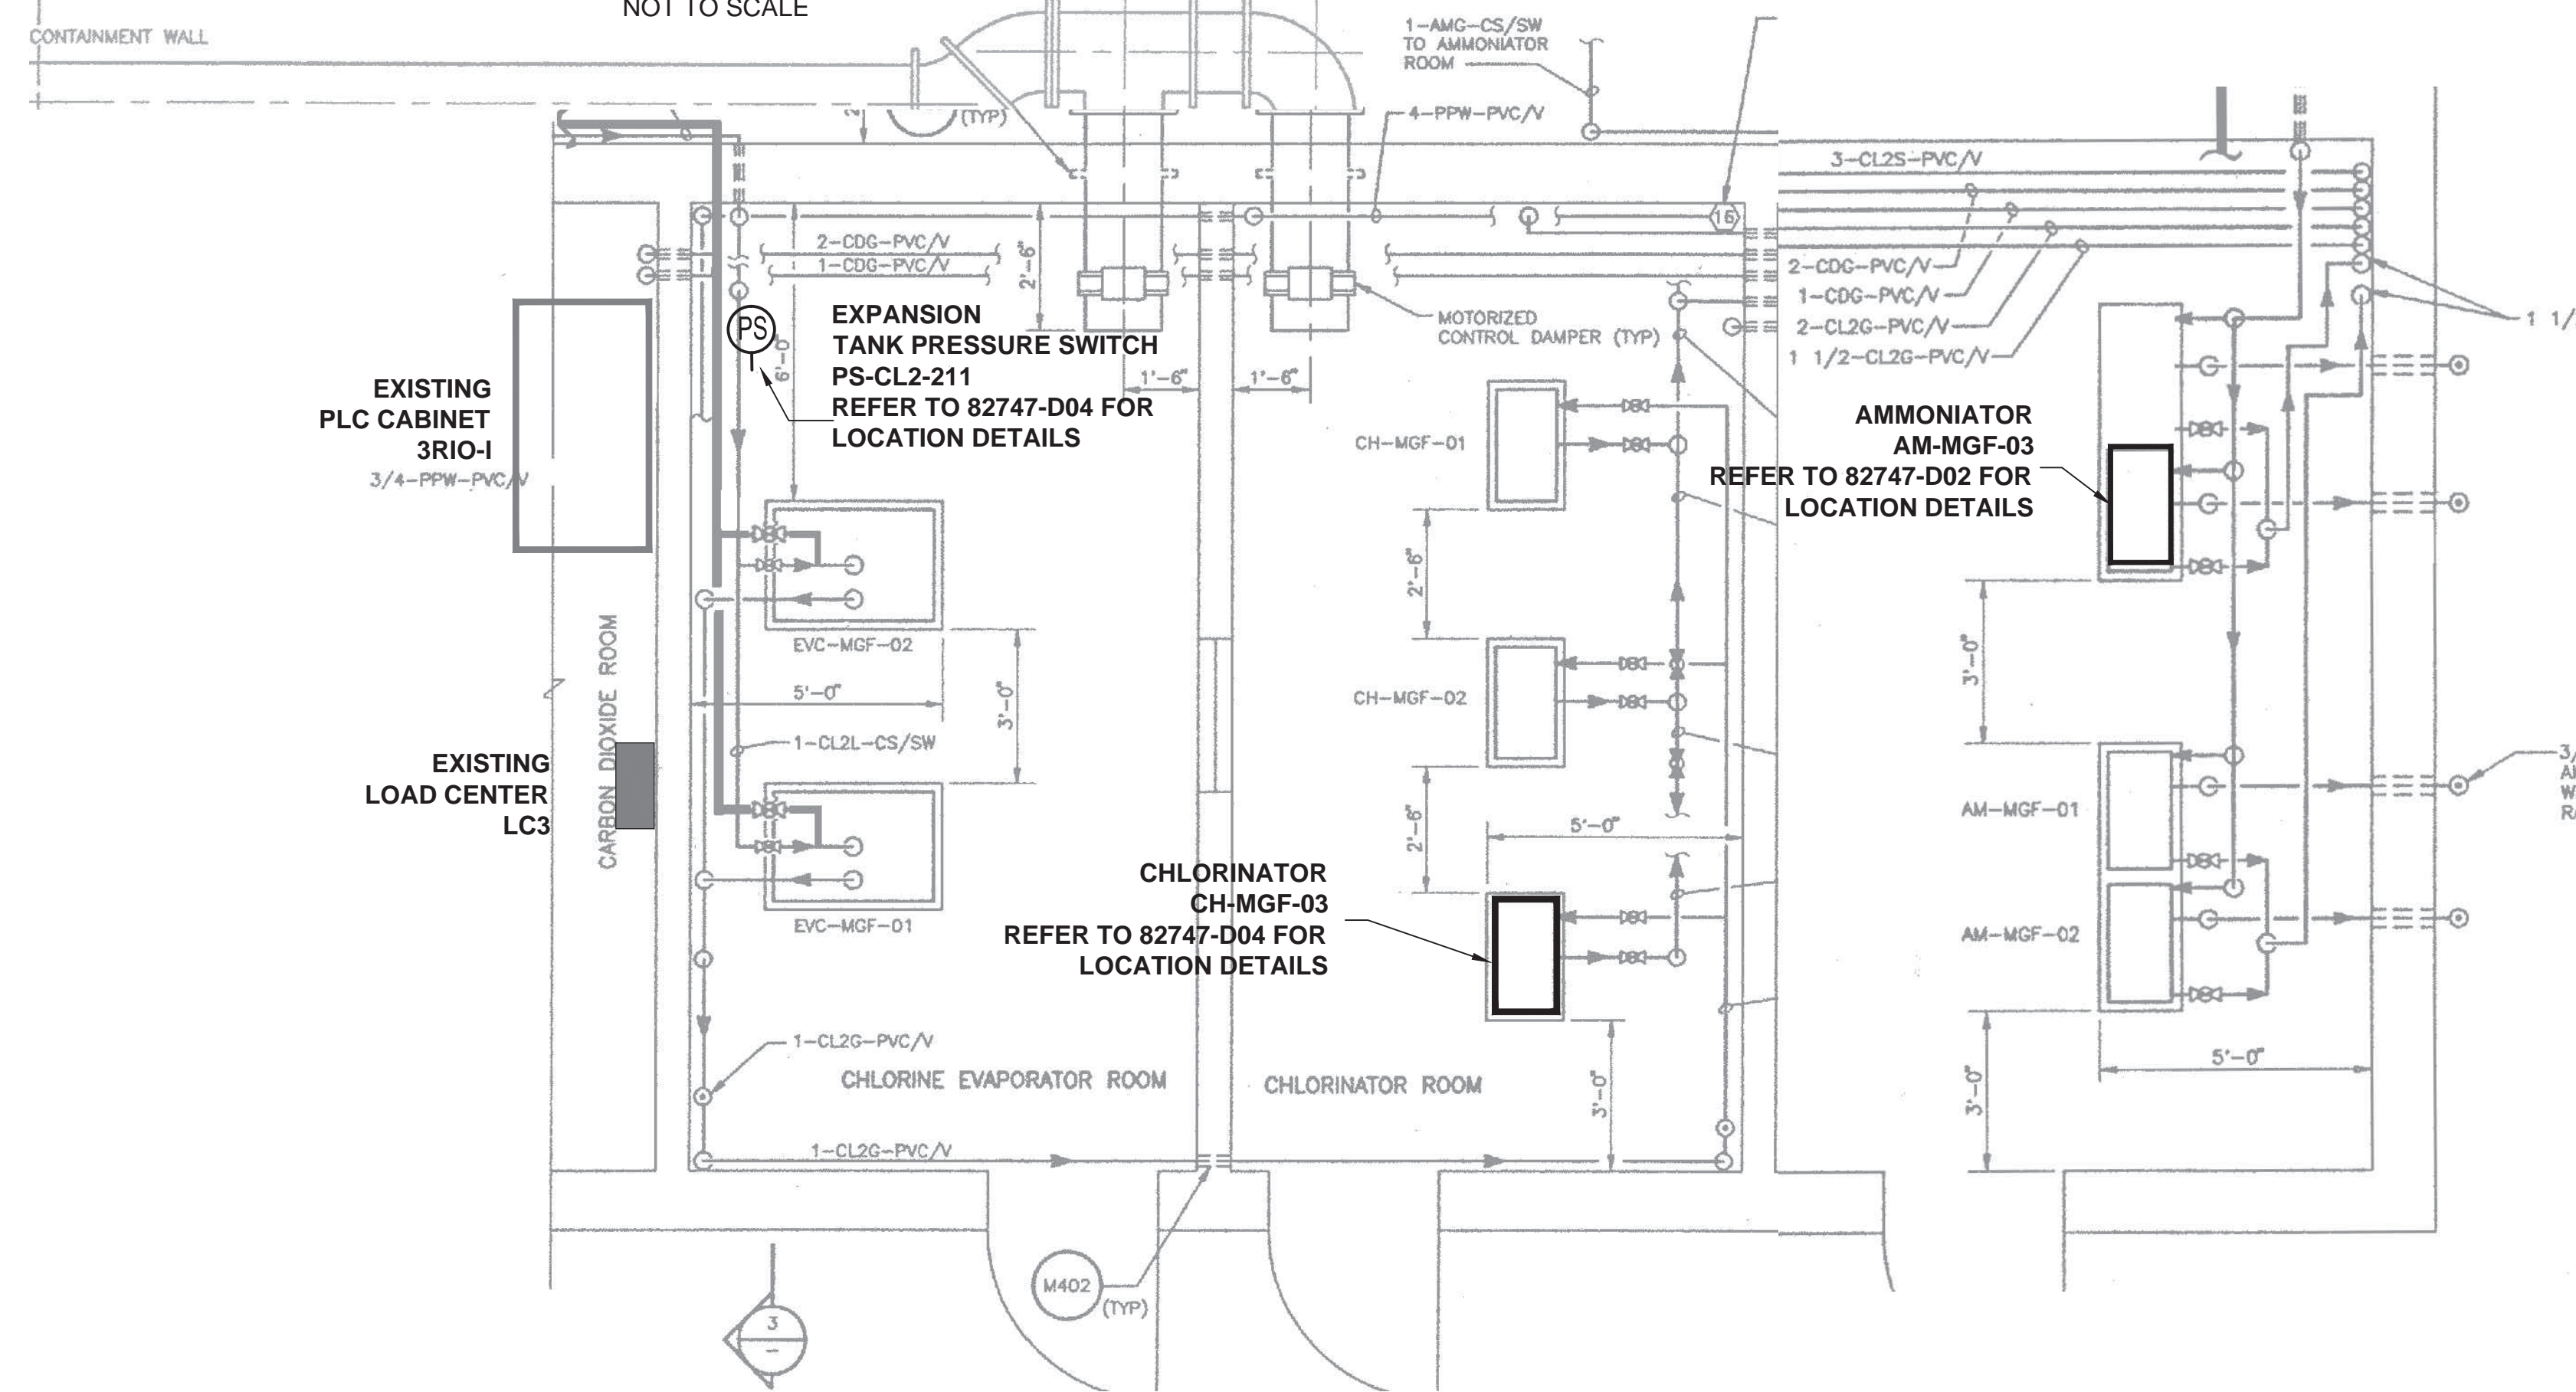 NOT TO SCALE
CONTAINMENT WALL
1-AMG-CS/SW
TO AMMONIATOR
ROOM
(TYP)
4-PPW-PVC/V
3-CL2S-PVC/V
16
2-CDG-PVC/V
1-CDG-PVC/V
2'-6"
2-CDG-PVC/V
1-CDG-PVC/V
2-CL2G-PVC/V
1 1/2-CL2G-PVC/V
1 1/
MOTORIZED
CONTROL DAMPER (TYP)
PS
EXPANSION
TANK PRESSURE SWITCH
PS-CL2-211
REFER TO 82747-D04 FOR
LOCATION DETAILS
6'-0"
1'-6"
1'-6"
EXISTING
PLC CABINET
3RIO-I
3/4-PPW-PVC/V
CH-MGF-01
AMMONIATOR
AM-MGF-03
REFER TO 82747-D02 FOR
LOCATION DETAILS
2'-6"
EVC-MGF-02
CARBON DIOXIDE ROOM
5'-0"
3'-0"
CH-MGF-02
3'-0"
1-CL2L-CS/SW
EXISTING
LOAD CENTER
LC3
2'-6"
5'-0"
AM-MGF-01
3/
W
EVC-MGF-01
CHLORINATOR
CH-MGF-03
REFER TO 82747-D04 FOR
LOCATION DETAILS
AM-MGF-02
1-CL2G-PVC/V
CHLORINE EVAPORATOR ROOM
CHLORINATOR ROOM
3'-0"
3'-0"
5'-0"
1-CL2G-PVC/V
M402
(TYP)
3
-